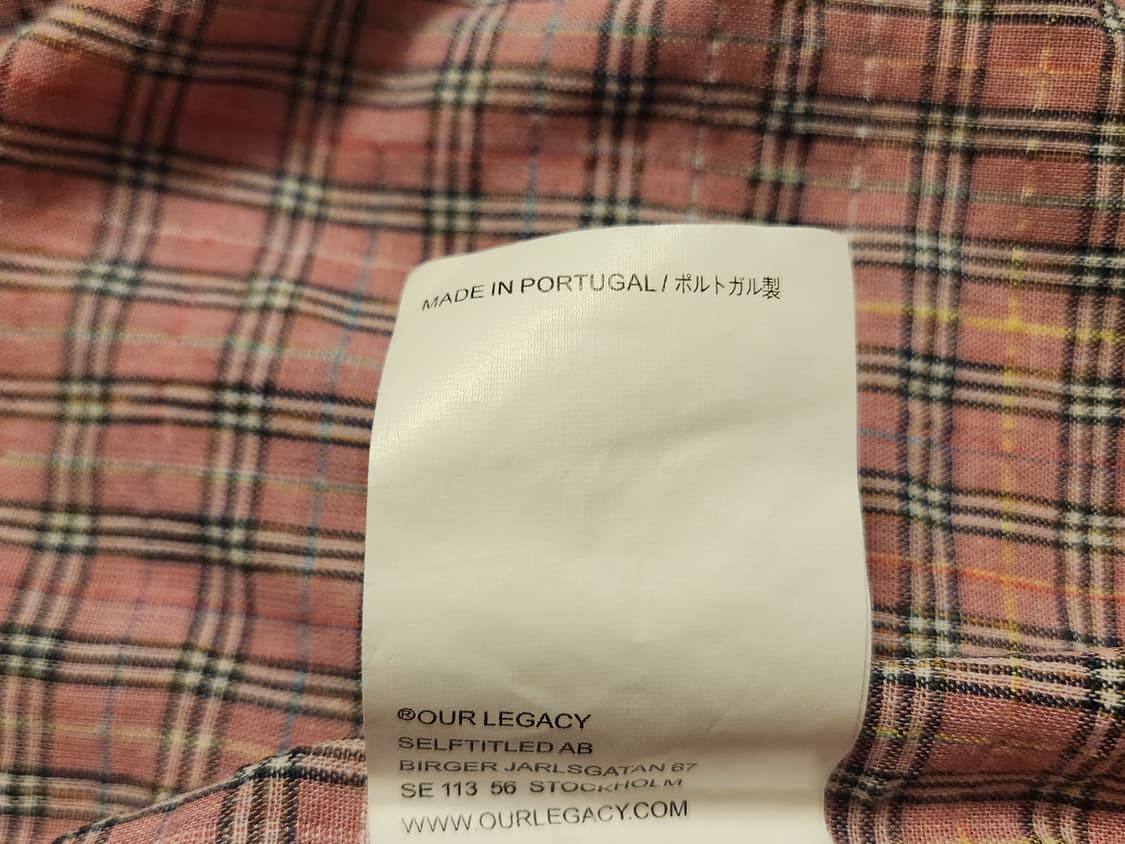 MADE IN PORTUGAL / ポルトガル製
®OUR LEGACY
SELFTITLED AB
BIRGER JARLSGATAN 67
SE 113 56 STOCKHOLM
WWW.OURLEGACY.COM